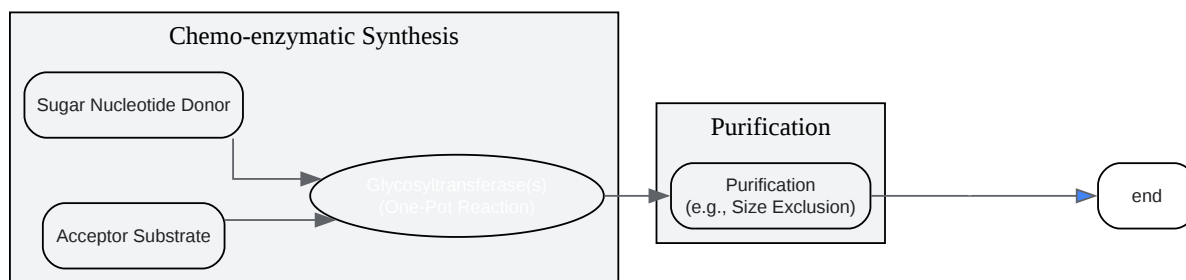 Chemo-enzymatic Synthesis
Sugar Nucleotide Donor
Glycosyltransferase(s)
(One-Pot Reaction)
Acceptor Substrate
Purification
Purification
(e.g., Size Exclusion)
end